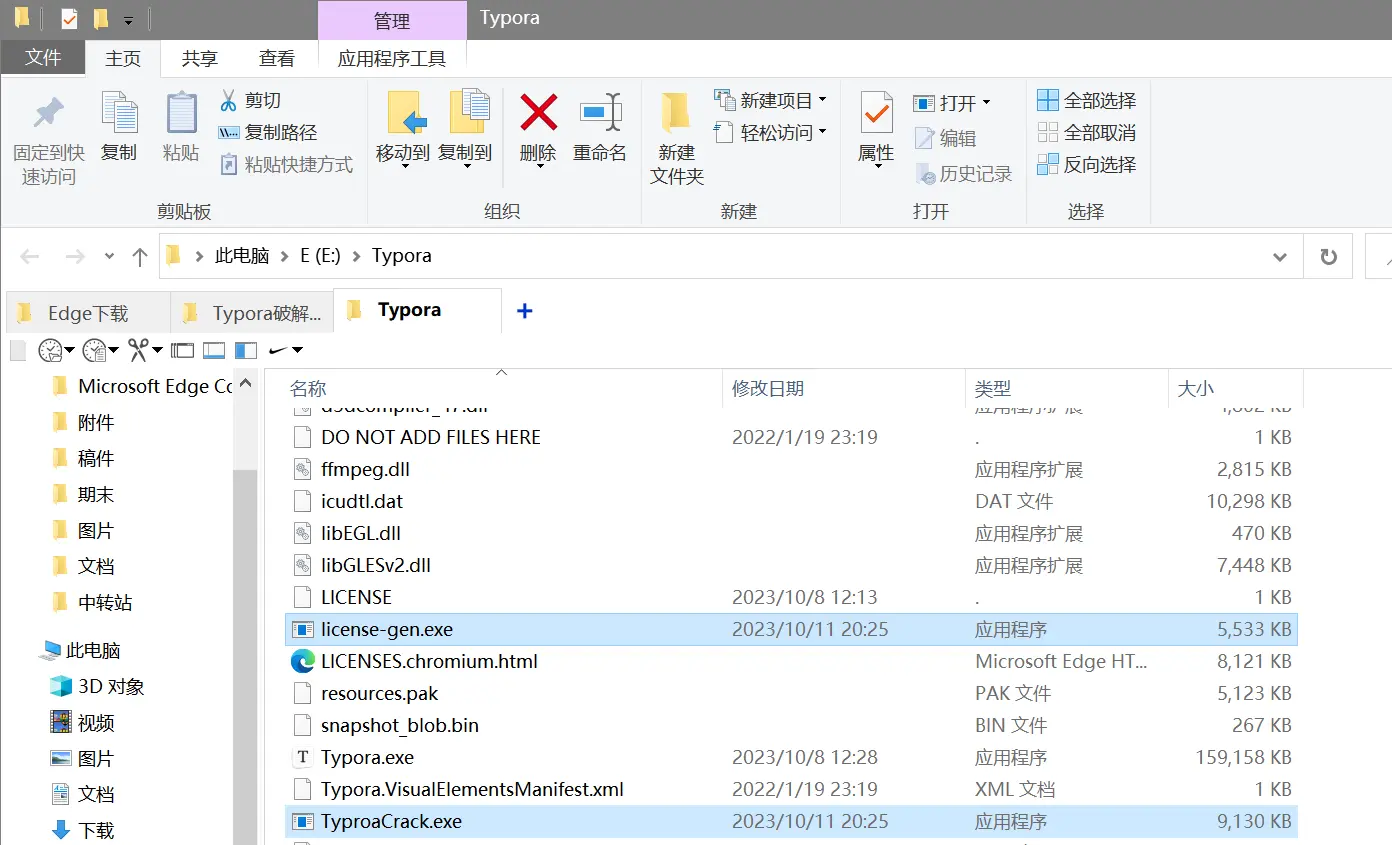 管理 Typora
文件 主页 共享 查看 应用程序工具
固定到快速访问
复制
粘贴
剪切
复制路径
粘贴快捷方式
剪贴板
移动到 复制到 删除 重命名
组织
新建
文件夹
新建项目
轻松访问
新建
属性
打开
编辑
历史记录
打开
全部选择
全部取消
反向选择
选择
此电脑 E (E:) Typora
Edge下载 Typora破解... Typora
Microsoft Edge Cc
附件
稿件
期末
图片
文档
中转站
此电脑
3D 对象
视频
图片
文档
下载
名称 修改日期 类型 大小
DO NOT ADD FILES HERE 2022/1/19 23:19 . 1 KB
ffmpeg.dll 应用程序扩展 2,815 KB
icudtl.dat DAT 文件 10,298 KB
libEGL.dll 应用程序扩展 470 KB
libGLESv2.dll 应用程序扩展 7,448 KB
LICENSE 2023/10/8 12:13 . 1 KB
license-gen.exe 2023/10/11 20:25 应用程序 5,533 KB
LICENSES.chromium.html Microsoft Edge HT... 8,121 KB
resources.pak PAK 文件 5,123 KB
snapshot_blob.bin BIN 文件 267 KB
Typora.exe 2023/10/8 12:28 应用程序 159,158 KB
Typora.VisualElementsManifest.xml 2022/1/19 23:19 XML 文档 1 KB
TyproaCrack.exe 2023/10/11 20:25 应用程序 9,130 KB